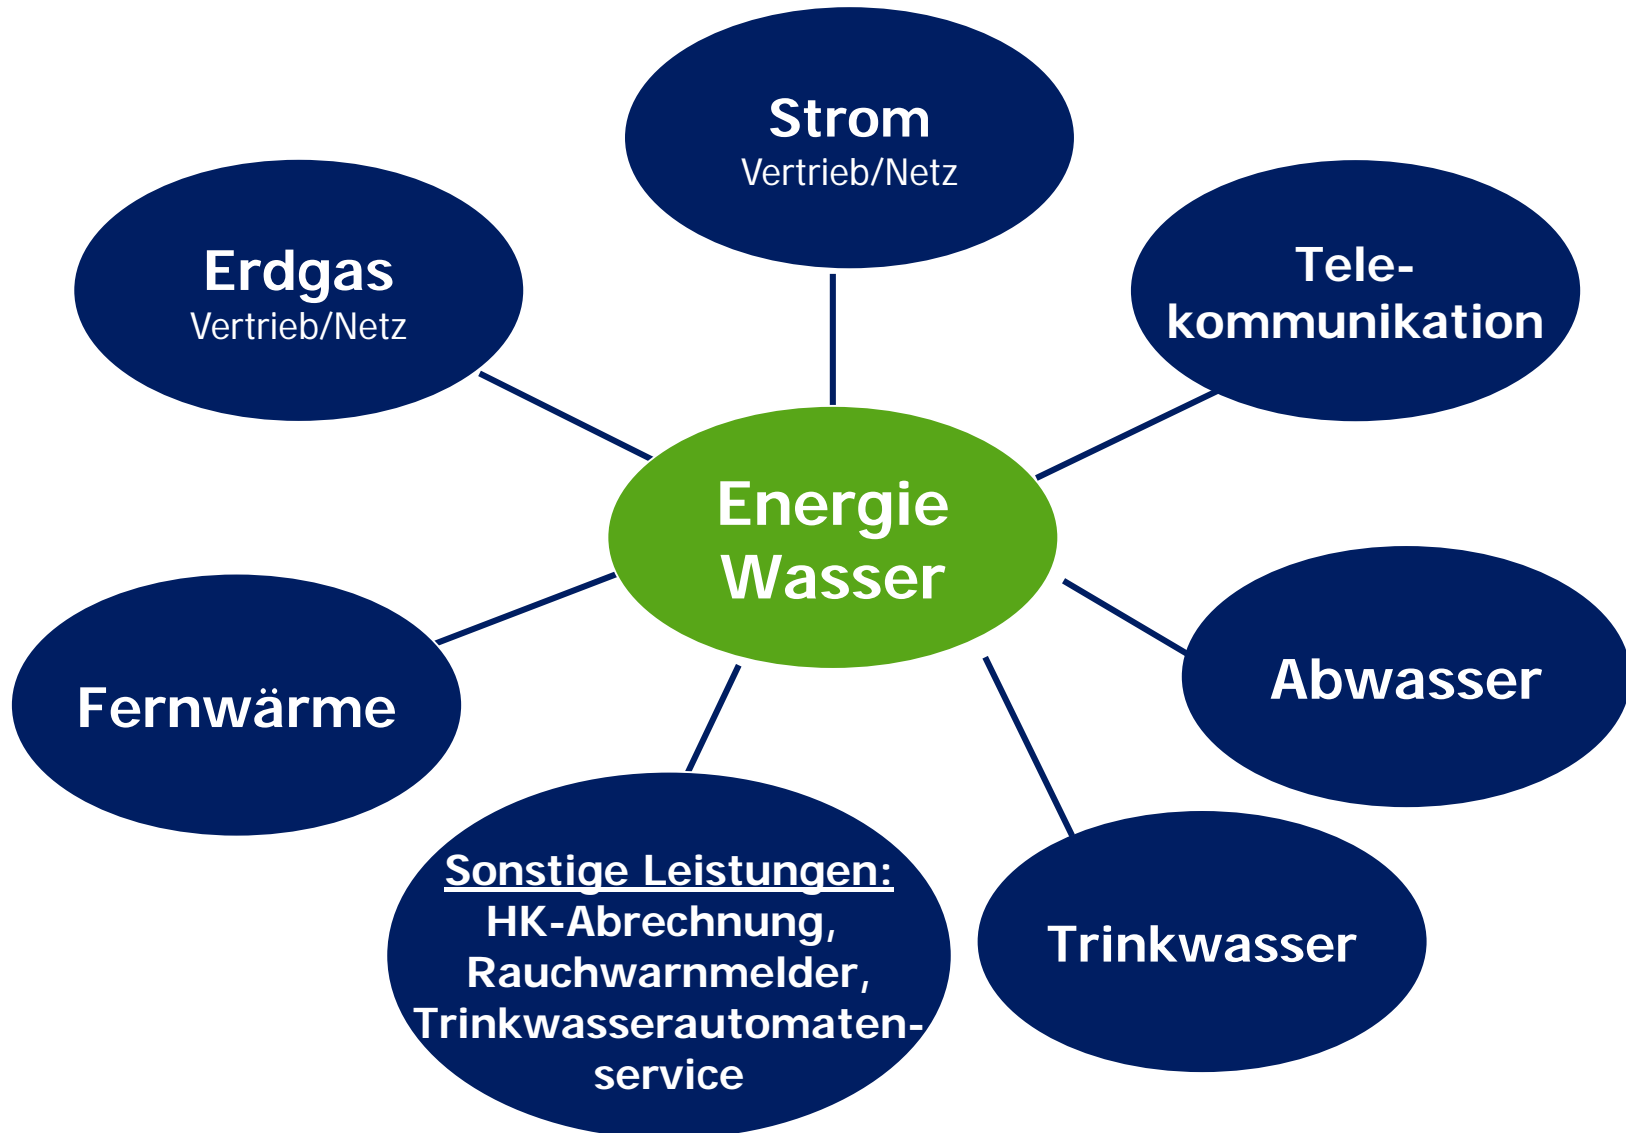 Strom
Vertrieb/Netz
Erdgas
Vertrieb/Netz
Tele-
kommunikation
Energie
Wasser
Fernwärme
Abwasser
Sonstige Leistungen:
HK-Abrechnung,
Rauchwarnmelder,
Trinkwasserautomaten-
service
Trinkwasser